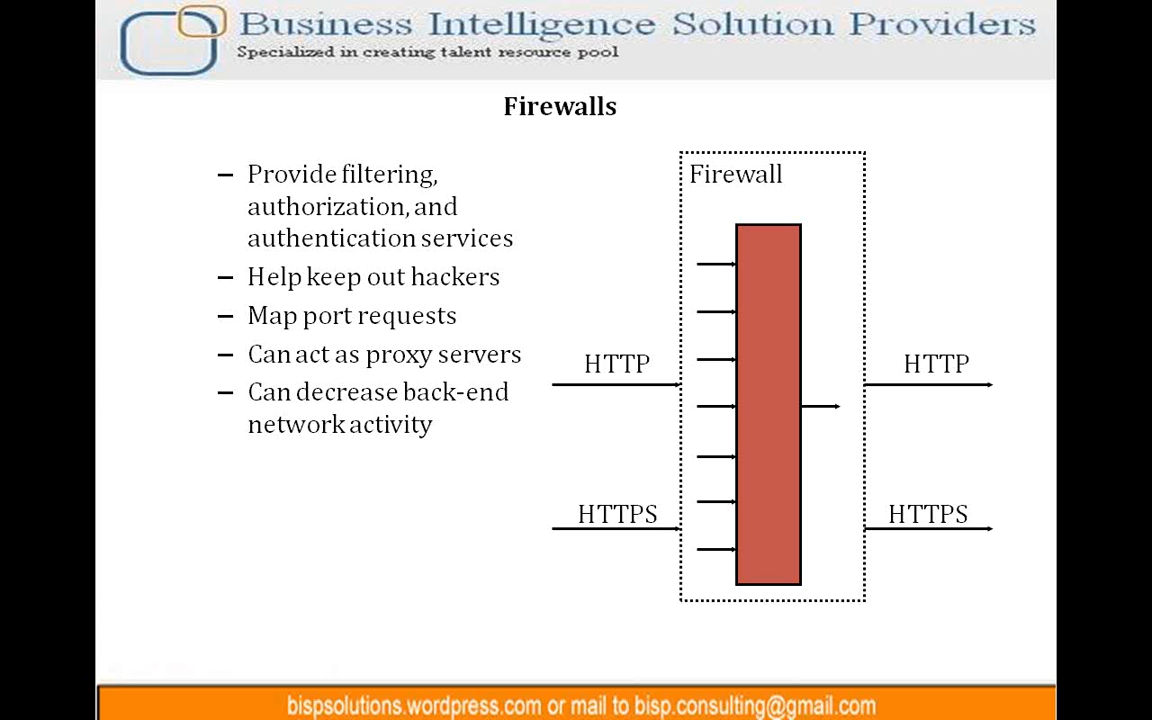 Business Intelligence Solution Providers
Specialized in creating talent resource pool
Firewalls
– Provide filtering,
authorization, and
authentication services
– Help keep out hackers
– Map port requests
– Can act as proxy servers
– Can decrease back-end
network activity
Firewall
HTTP
HTTP
HTTPS
HTTPS
bispsolutions.wordpress.com or mail to bisp.consulting@gmail.com